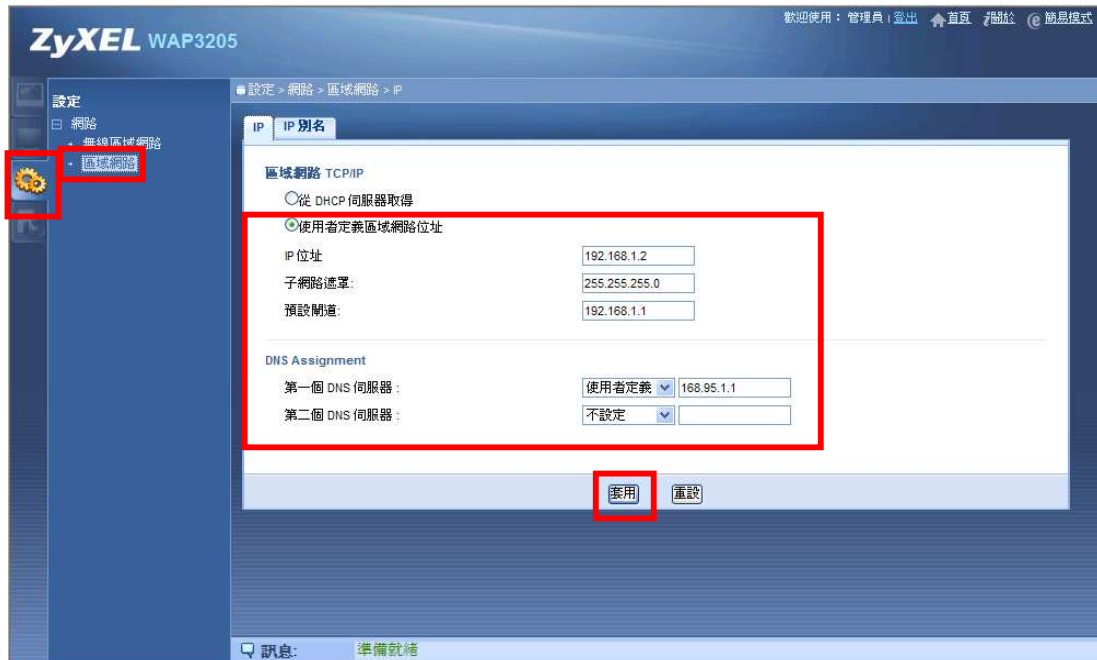 歡迎使用： 管理員 | 登出 首頁 關於 簡易模式
ZyXEL WAP3205
設定 > 網路 > 區域網路 > IP
設定
網路
無線區域網路
區域網路
IP IP 別名
區域網路 TCP/IP
從 DHCP 伺服器取得
使用者定義區域網路位址
IP 位址 192.168.1.2
子網路遮罩: 255.255.255.0
預設閘道: 192.168.1.1
DNS Assignment
第一個 DNS 伺服器 : 使用者定義 168.95.1.1
第二個 DNS 伺服器 : 不設定
套用 重設
訊息: 準備就緒